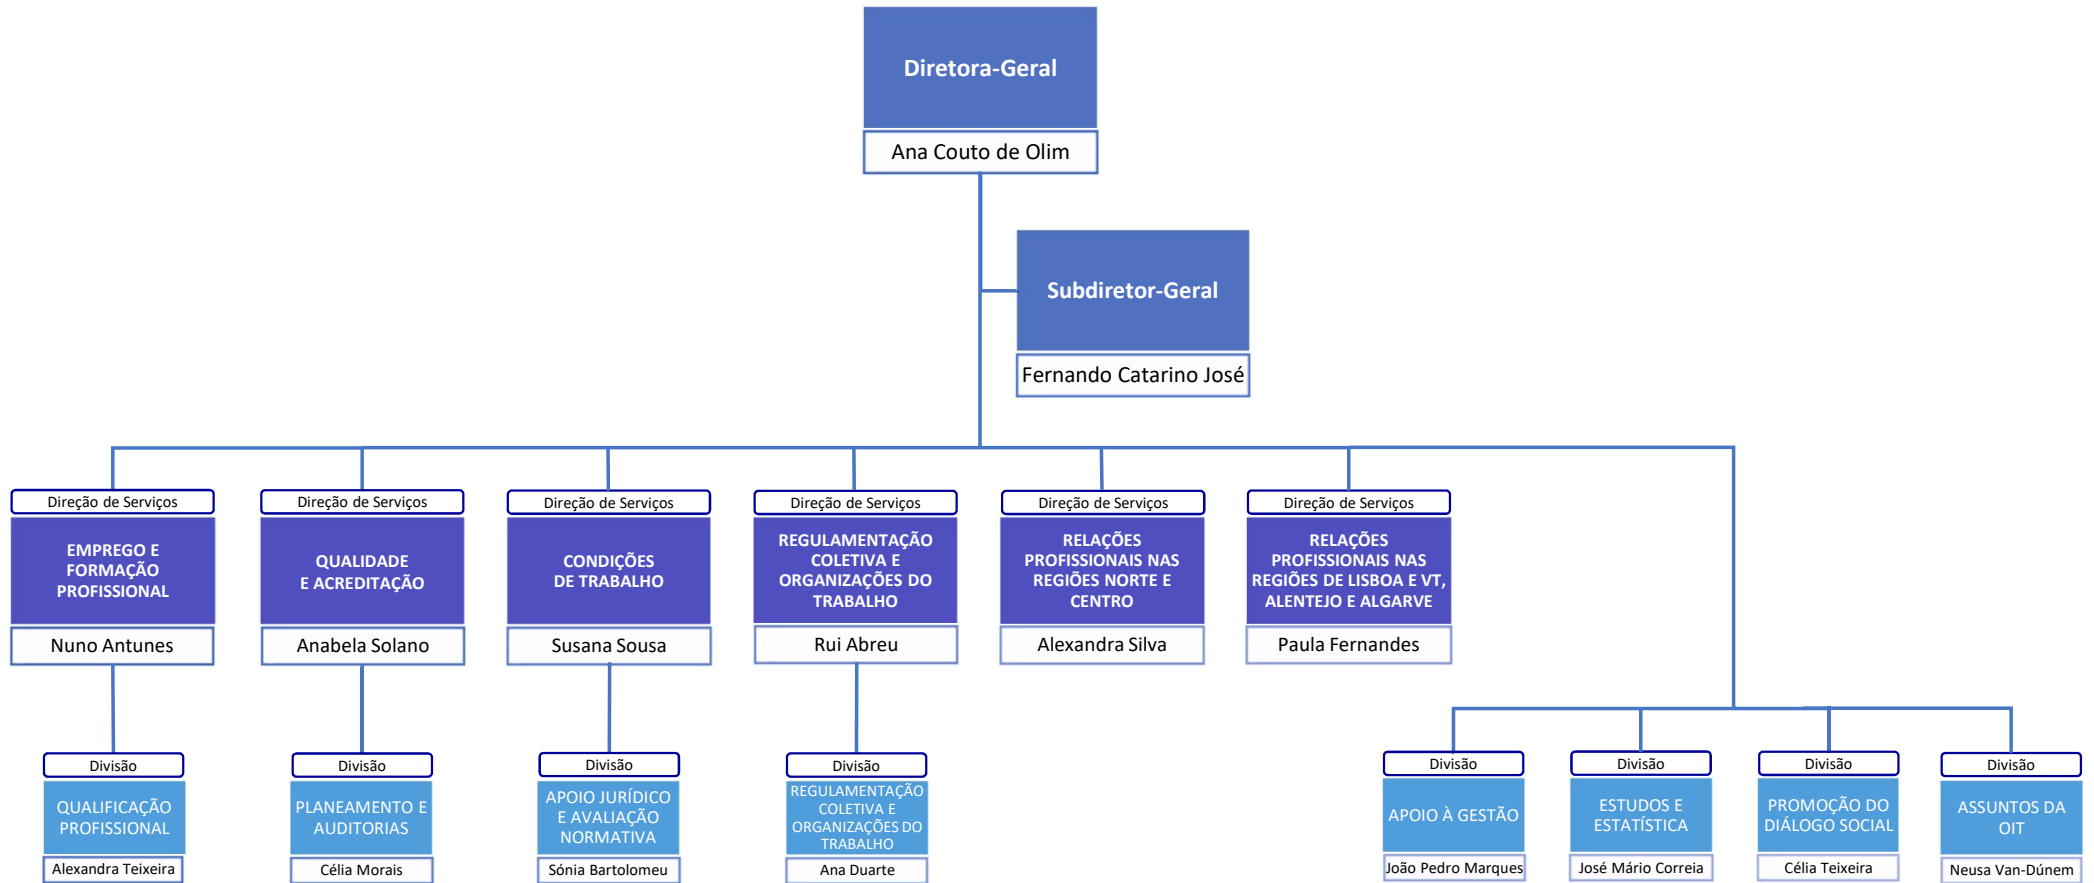 Diretora-Geral
Ana Couto de Olim
Subdiretor-Geral
Fernando Catarino José
Direção de Serviços
EMPREGO E
FORMAÇÃO
PROFISSIONAL
Nuno Antunes
Direção de Serviços
QUALIDADE
E ACREDITAÇÃO
Anabela Solano
Direção de Serviços
CONDIÇÕES
DE TRABALHO
Susana Sousa
Direção de Serviços
REGULAMENTAÇÃO
COLETIVA E
ORGANIZAÇÕES DO
TRABALHO
Rui Abreu
Direção de Serviços
RELAÇÕES
PROFISSIONAIS NAS
REGIÕES NORTE E
CENTRO
Alexandra Silva
Direção de Serviços
RELAÇÕES
PROFISSIONAIS NAS
REGIÕES DE LISBOA E VT,
ALENTEJO E ALGARVE
Paula Fernandes
Divisão
QUALIFICAÇÃO
PROFISSIONAL
Alexandra Teixeira
Divisão
PLANEAMENTO E
AUDITORIAS
Célia Morais
Divisão
APOIO JURÍDICO
E AVALIAÇÃO
NORMATIVA
Sónia Bartolomeu
Divisão
REGULAMENTAÇÃO
COLETIVA E
ORGANIZAÇÕES DO
TRABALHO
Ana Duarte
Divisão
APOIO À GESTÃO
João Pedro Marques
Divisão
ESTUDOS E
ESTATÍSTICA
José Mário Correia
Divisão
PROMOÇÃO DO
DIÁLOGO SOCIAL
Célia Teixeira
Divisão
ASSUNTOS DA
OIT
Neusa Van-Dúnem